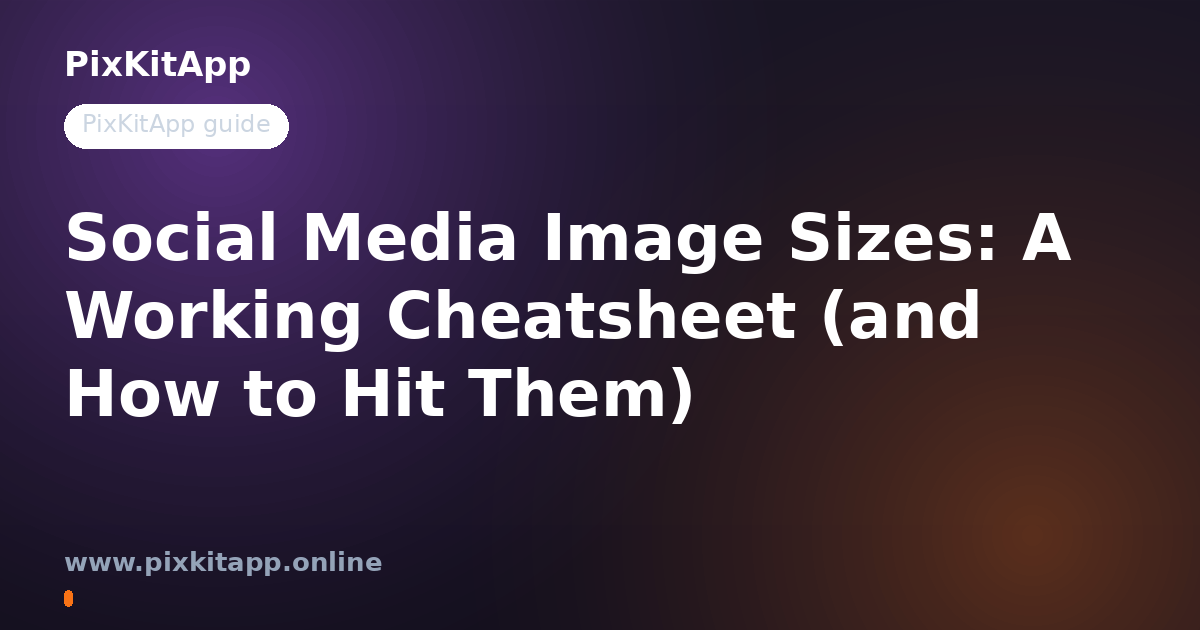 PixKitApp
PixKitApp guide
Social Media Image Sizes: A
Working Cheatsheet (and
How to Hit Them)
www.pixkitapp.online